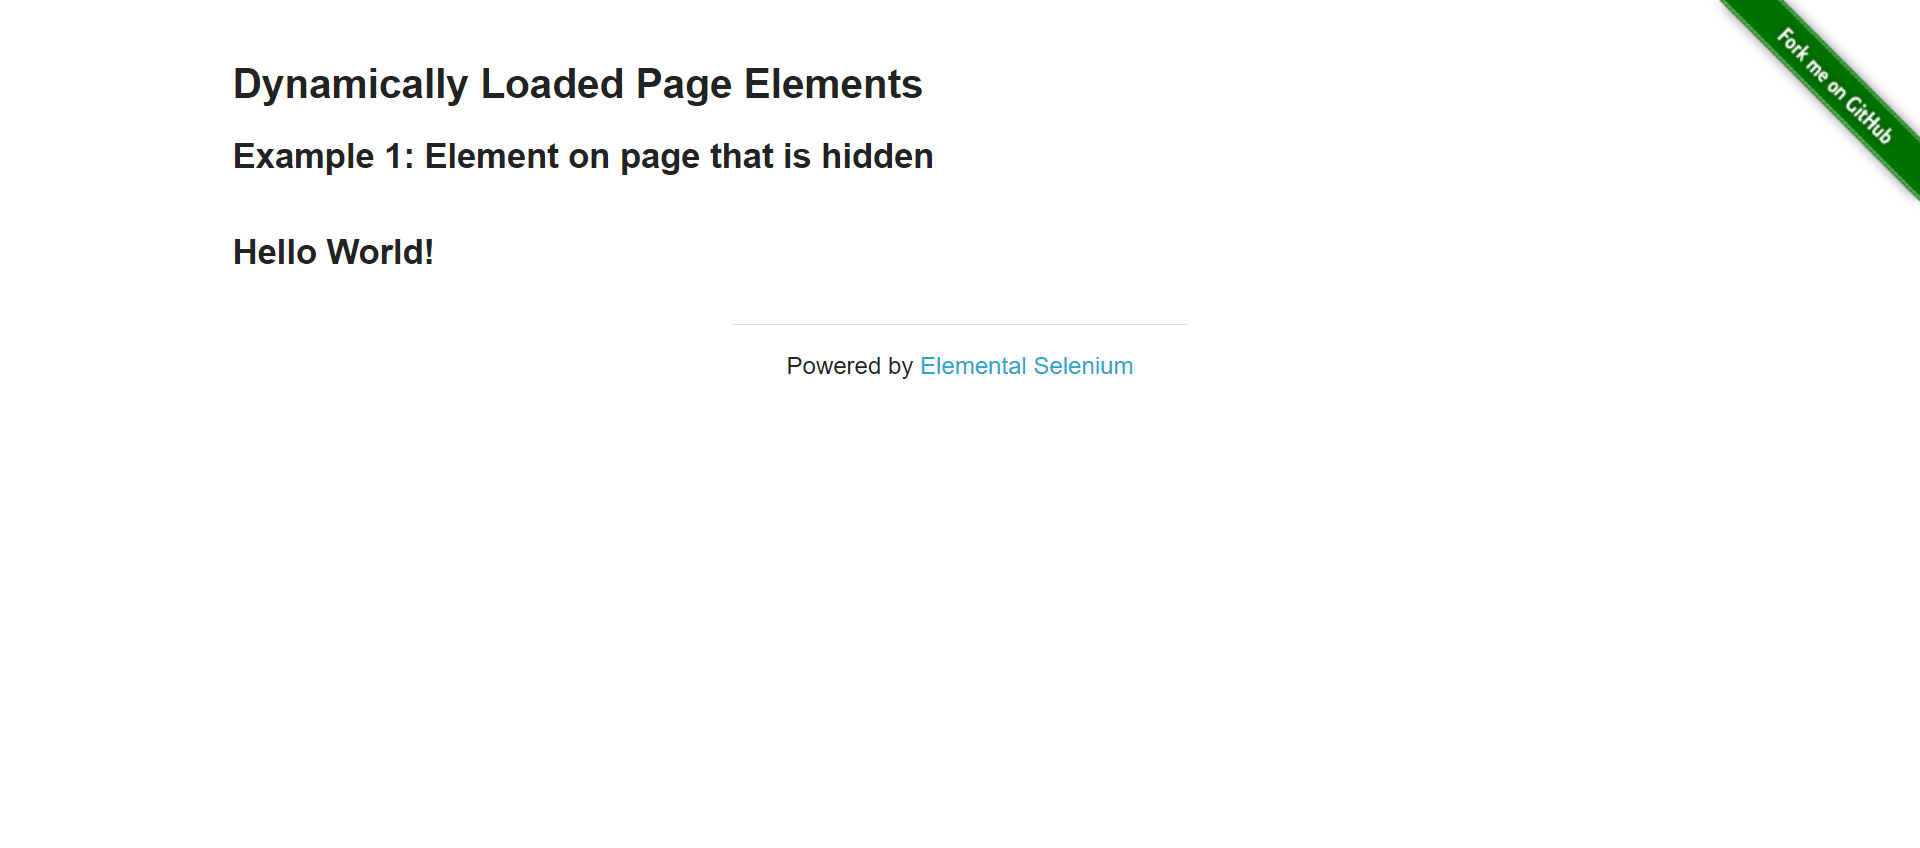 Dynamically Loaded Page Elements
Example 1: Element on page that is hidden
Hello World!
Powered by Elemental Selenium
Fork me on GitHub